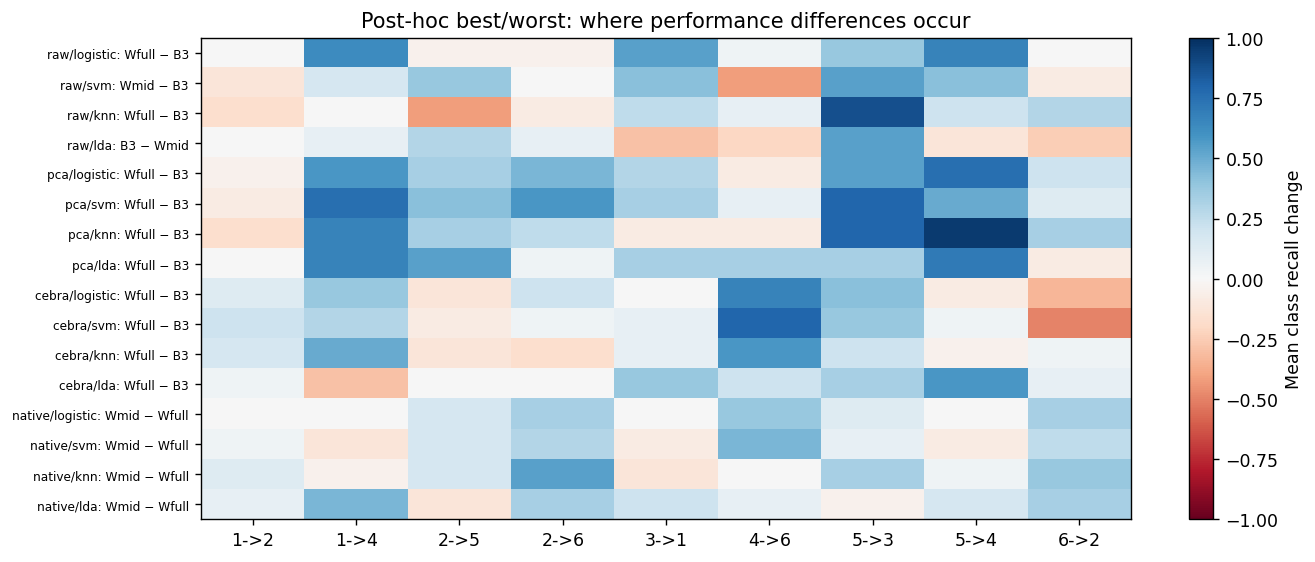 Post-hoc best/worst: where performance differences occur
raw/logistic: Wfull − B3
raw/svm: Wmid − B3
raw/knn: Wfull − B3
raw/lda: B3 − Wmid
pca/logistic: Wfull − B3
pca/svm: Wfull − B3
pca/knn: Wfull − B3
pca/lda: Wfull − B3
cebra/logistic: Wfull − B3
cebra/svm: Wfull − B3
cebra/knn: Wfull − B3
cebra/lda: Wfull − B3
native/logistic: Wmid − Wfull
native/svm: Wmid − Wfull
native/knn: Wmid − Wfull
native/lda: Wmid − Wfull
1->2 1->4 2->5 2->6 3->1 4->6 5->3 5->4 6->2
1.00
0.75
0.50
0.25
0.00
−0.25
−0.50
−0.75
−1.00
Mean class recall change